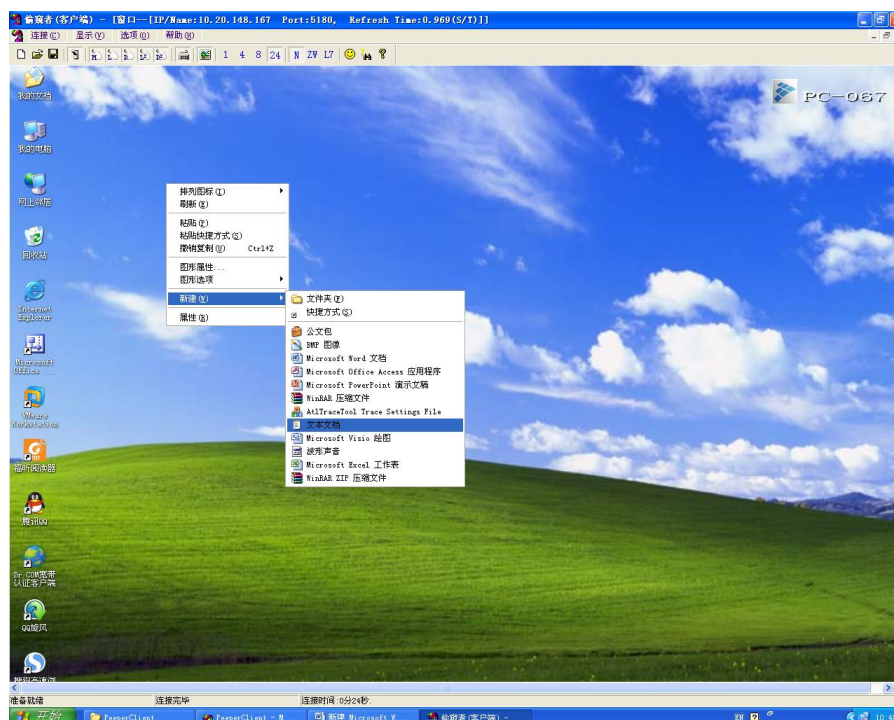 偷窥者(客户端) - [窗口--[IP/Name:10.20.148.167 Port:5180, Refresh Time:0.969(S/T)]]
连接(C) 显示(V) 选项(O) 帮助(H)
1 4 8 24 N ZW L7
PC-067
我的文档
我的电脑
网上邻居
回收站
Internet
Explorer
Microsoft
Office ...
VMware
Workstation
福昕阅读器
腾讯QQ
Dr.COM宽带
认证客户端
QQ旋风
排列图标(I)
刷新(E)
粘贴(P)
粘贴快捷方式(S)
撤销复制(U) Ctrl+Z
图形属性...
图形选项
新建(W)
属性(R)
文件夹(F)
快捷方式(S)
公文包
BMP 图像
Microsoft Word 文档
Microsoft Office Access 应用程序
Microsoft PowerPoint 演示文稿
WinRAR 压缩文件
AtlTraceTool Trace Settings File
文本文档
Microsoft Visio 绘图
波形声音
Microsoft Excel 工作表
WinRAR ZIP 压缩文件
准备就绪 连接完毕 连接时间:0分24秒.
开始 PeeperClient PeeperClient - M... 新建 Microsoft W... 偷窥者(客户端) -